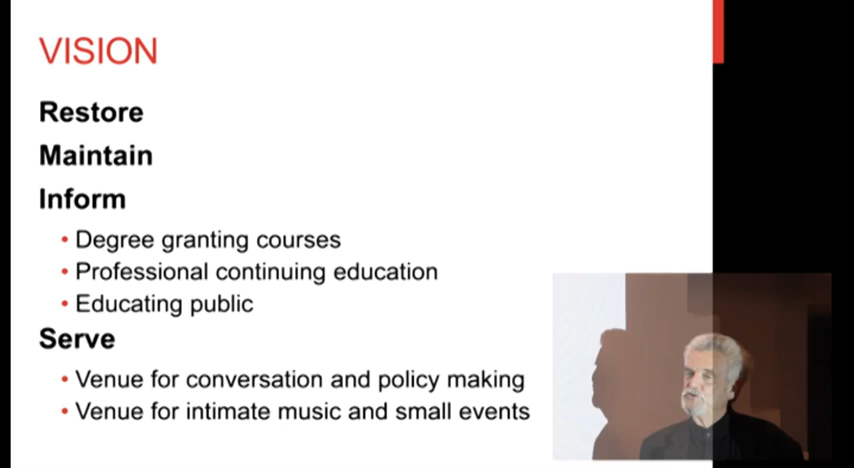 VISION
Restore
Maintain
Inform
• Degree granting courses
• Professional continuing education
• Educating public
Serve
• Venue for conversation and policy making
• Venue for intimate music and small events